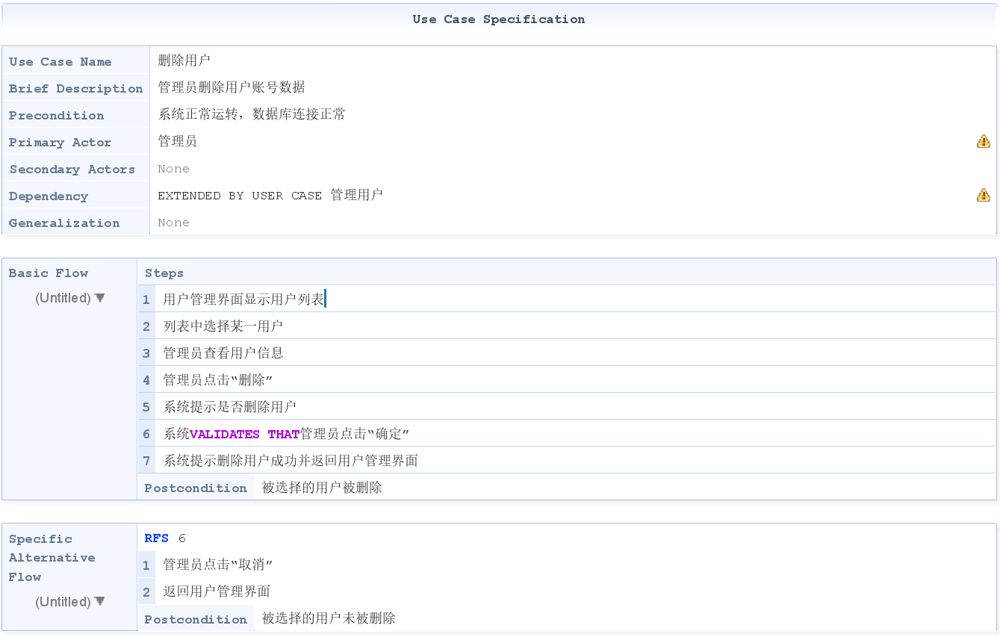 Use Case Specification
Use Case Name 删除用户
Brief Description 管理员删除用户账号数据
Precondition 系统正常运转，数据库连接正常
Primary Actor 管理员
Secondary Actors None
Dependency EXTENDED BY USER CASE 管理用户
Generalization None
Basic Flow Steps
(Untitled) ▼
1 用户管理界面显示用户列表
2 列表中选择某一用户
3 管理员查看用户信息
4 管理员点击“删除”
5 系统提示是否删除用户
6 系统VALIDATES THAT管理员点击“确定”
7 系统提示删除用户成功并返回用户管理界面
Postcondition 被选择的用户被删除
Specific
Alternative
Flow
(Untitled) ▼
RFS 6
1 管理员点击“取消”
2 返回用户管理界面
Postcondition 被选择的用户未被删除